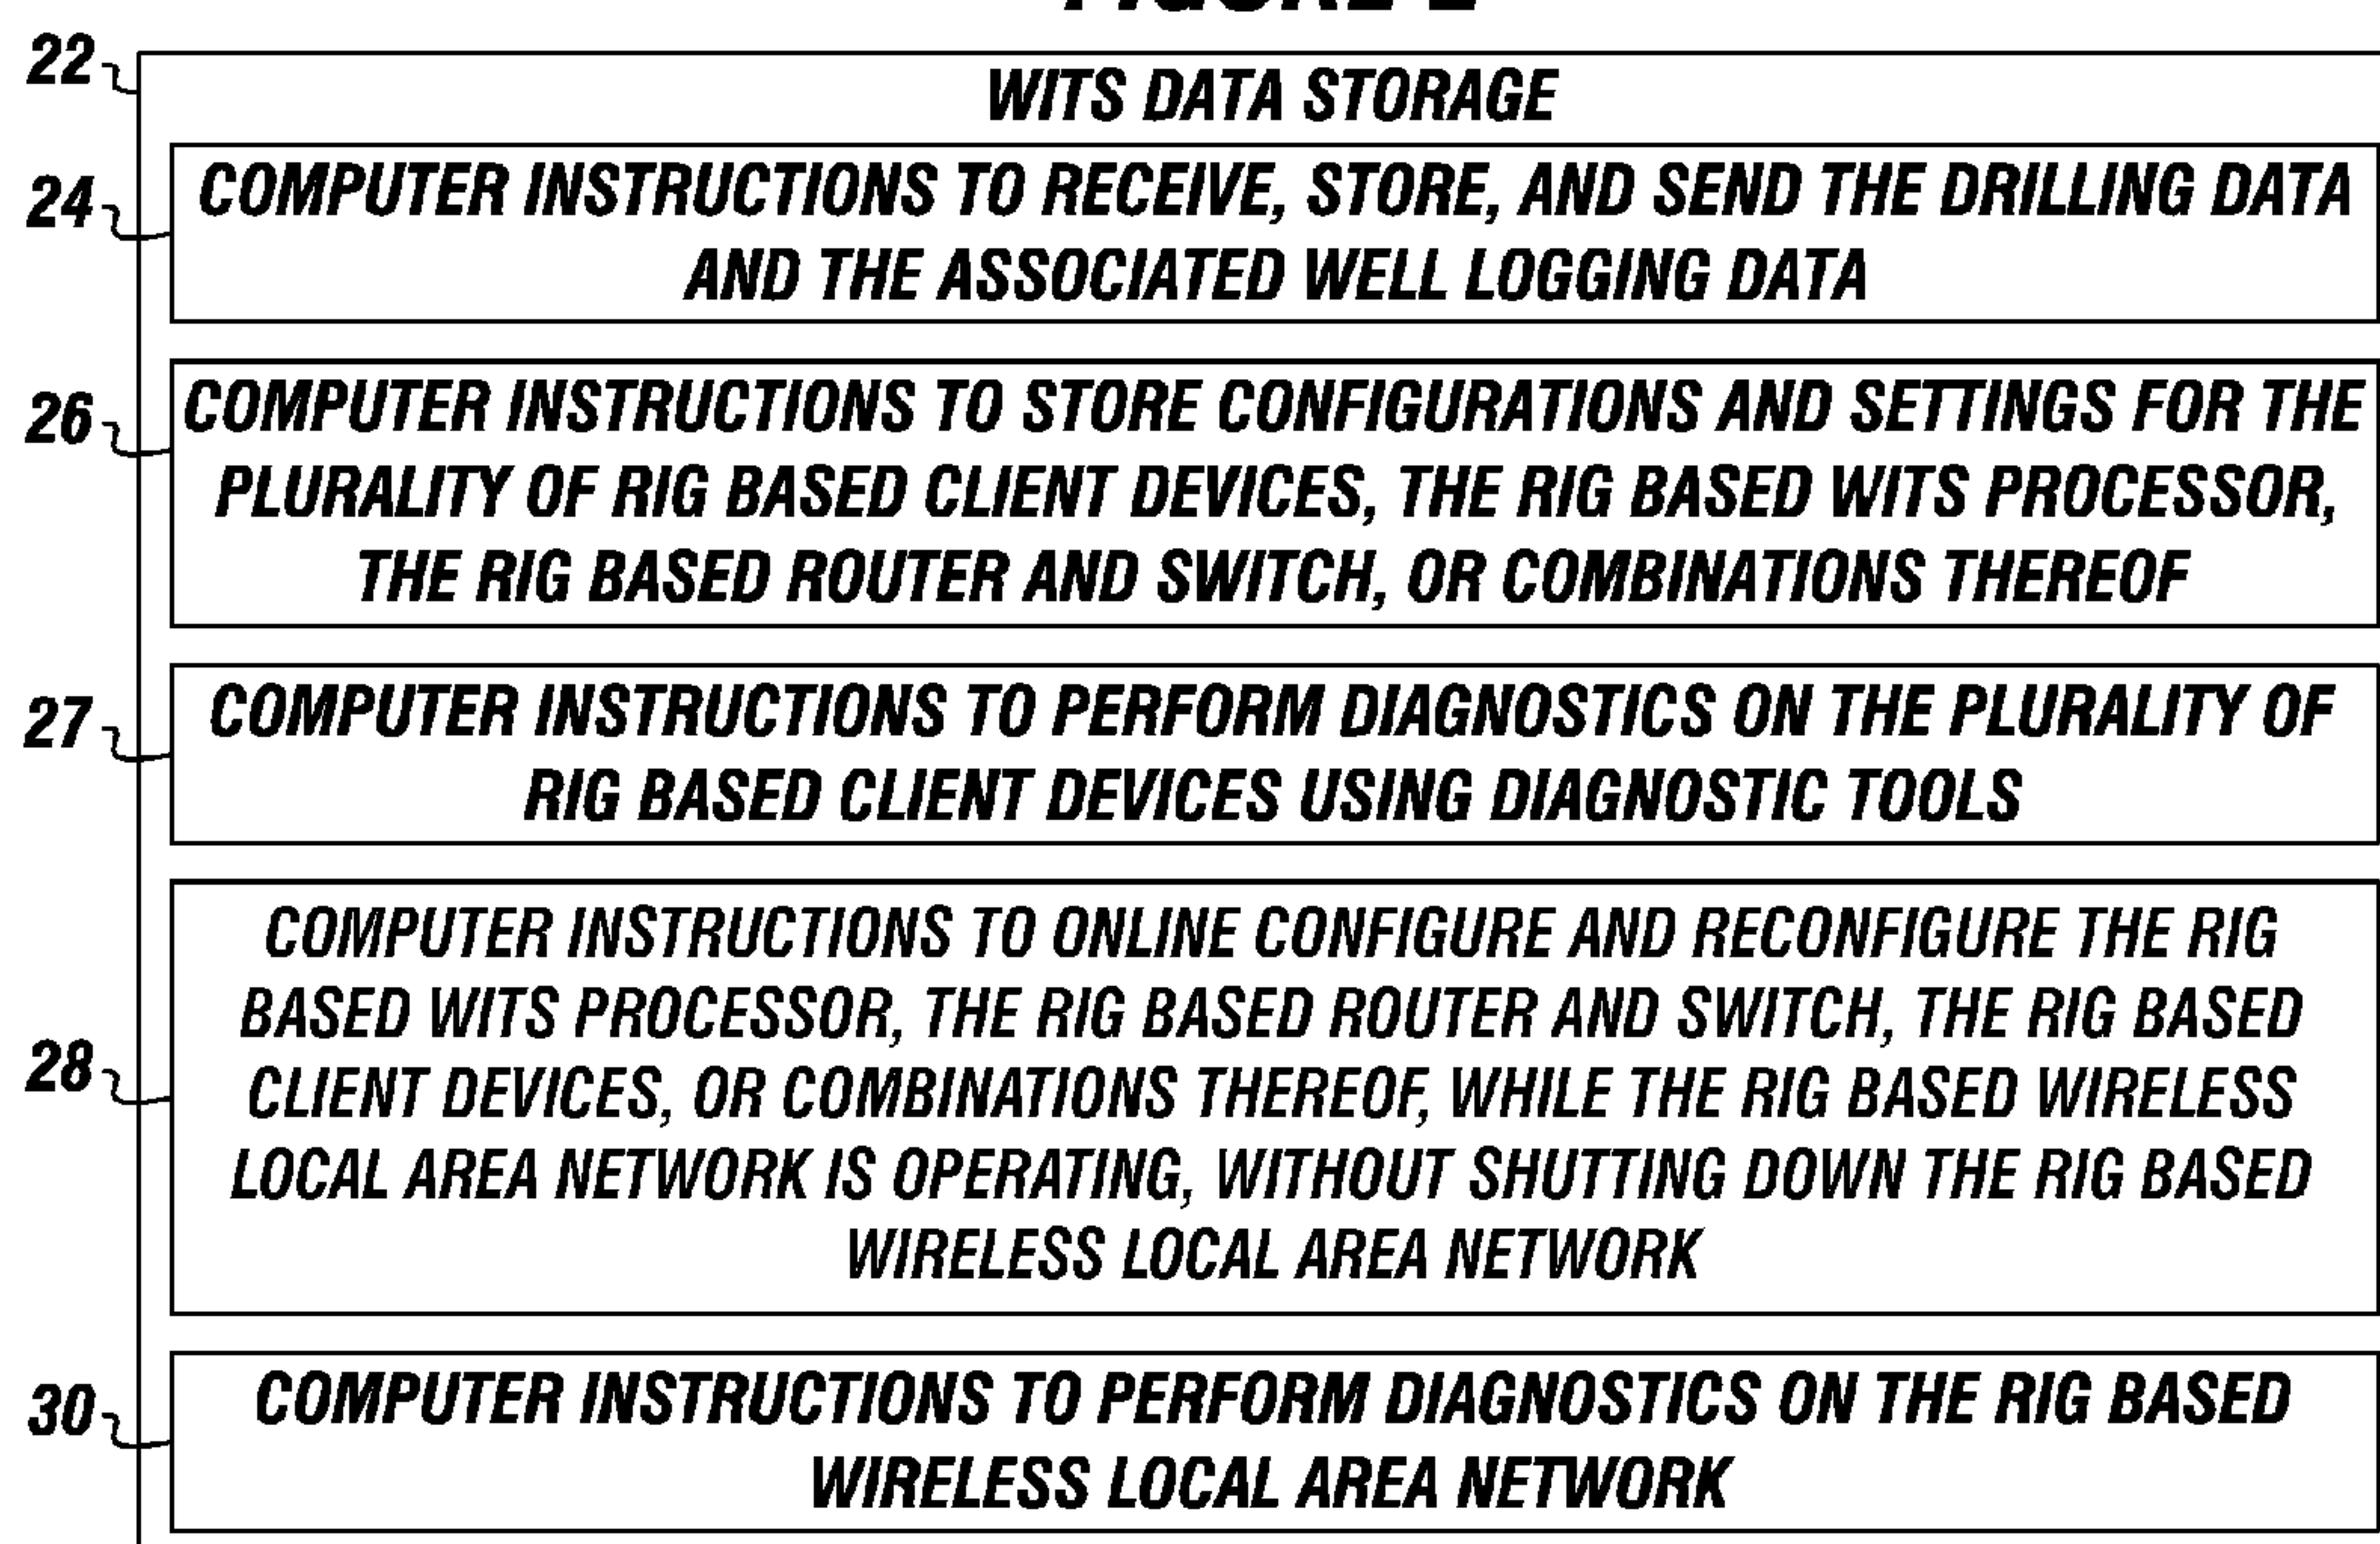 FIGURE 2
22
WITS DATA STORAGE
24
COMPUTER INSTRUCTIONS TO RECEIVE, STORE, AND SEND THE DRILLING DATA
AND THE ASSOCIATED WELL LOGGING DATA
26
COMPUTER INSTRUCTIONS TO STORE CONFIGURATIONS AND SETTINGS FOR THE
PLURALITY OF RIG BASED CLIENT DEVICES, THE RIG BASED WITS PROCESSOR,
THE RIG BASED ROUTER AND SWITCH, OR COMBINATIONS THEREOF
27
COMPUTER INSTRUCTIONS TO PERFORM DIAGNOSTICS ON THE PLURALITY OF
RIG BASED CLIENT DEVICES USING DIAGNOSTIC TOOLS
28
COMPUTER INSTRUCTIONS TO ONLINE CONFIGURE AND RECONFIGURE THE RIG
BASED WITS PROCESSOR, THE RIG BASED ROUTER AND SWITCH, THE RIG BASED
CLIENT DEVICES, OR COMBINATIONS THEREOF, WHILE THE RIG BASED WIRELESS
LOCAL AREA NETWORK IS OPERATING, WITHOUT SHUTTING DOWN THE RIG BASED
WIRELESS LOCAL AREA NETWORK
30
COMPUTER INSTRUCTIONS TO PERFORM DIAGNOSTICS ON THE RIG BASED
WIRELESS LOCAL AREA NETWORK